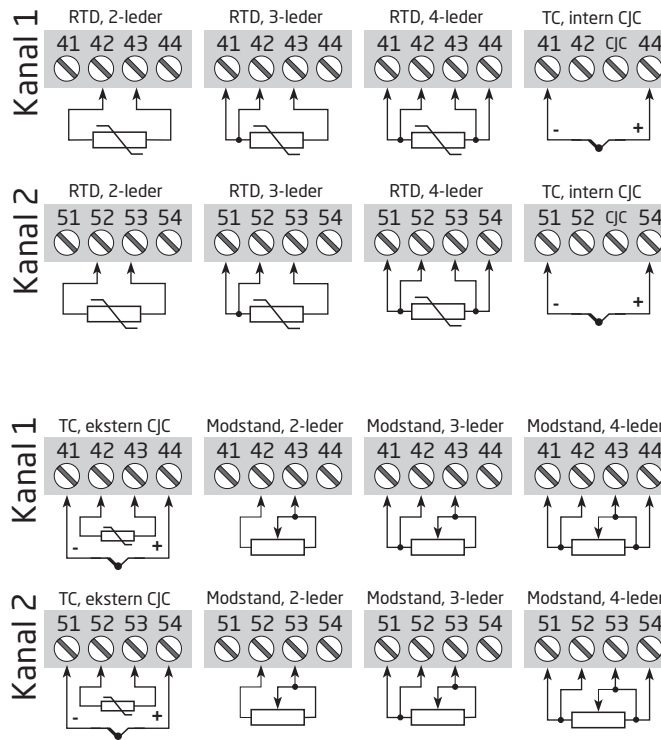 Kanal 1
RTD, 2-leder
41 42 43 44
RTD, 3-leder
41 42 43 44
RTD, 4-leder
41 42 43 44
TC, intern CJC
41 42 CJC 44
- +
Kanal 2
RTD, 2-leder
51 52 53 54
RTD, 3-leder
51 52 53 54
RTD, 4-leder
51 52 53 54
TC, intern CJC
51 52 CJC 54
- +
Kanal 1
TC, ekstern CJC
41 42 43 44
- +
Modstand, 2-leder
41 42 43 44
Modstand, 3-leder
41 42 43 44
Modstand, 4-leder
41 42 43 44
Kanal 2
TC, ekstern CJC
51 52 53 54
- +
Modstand, 2-leder
51 52 53 54
Modstand, 3-leder
51 52 53 54
Modstand, 4-leder
51 52 53 54